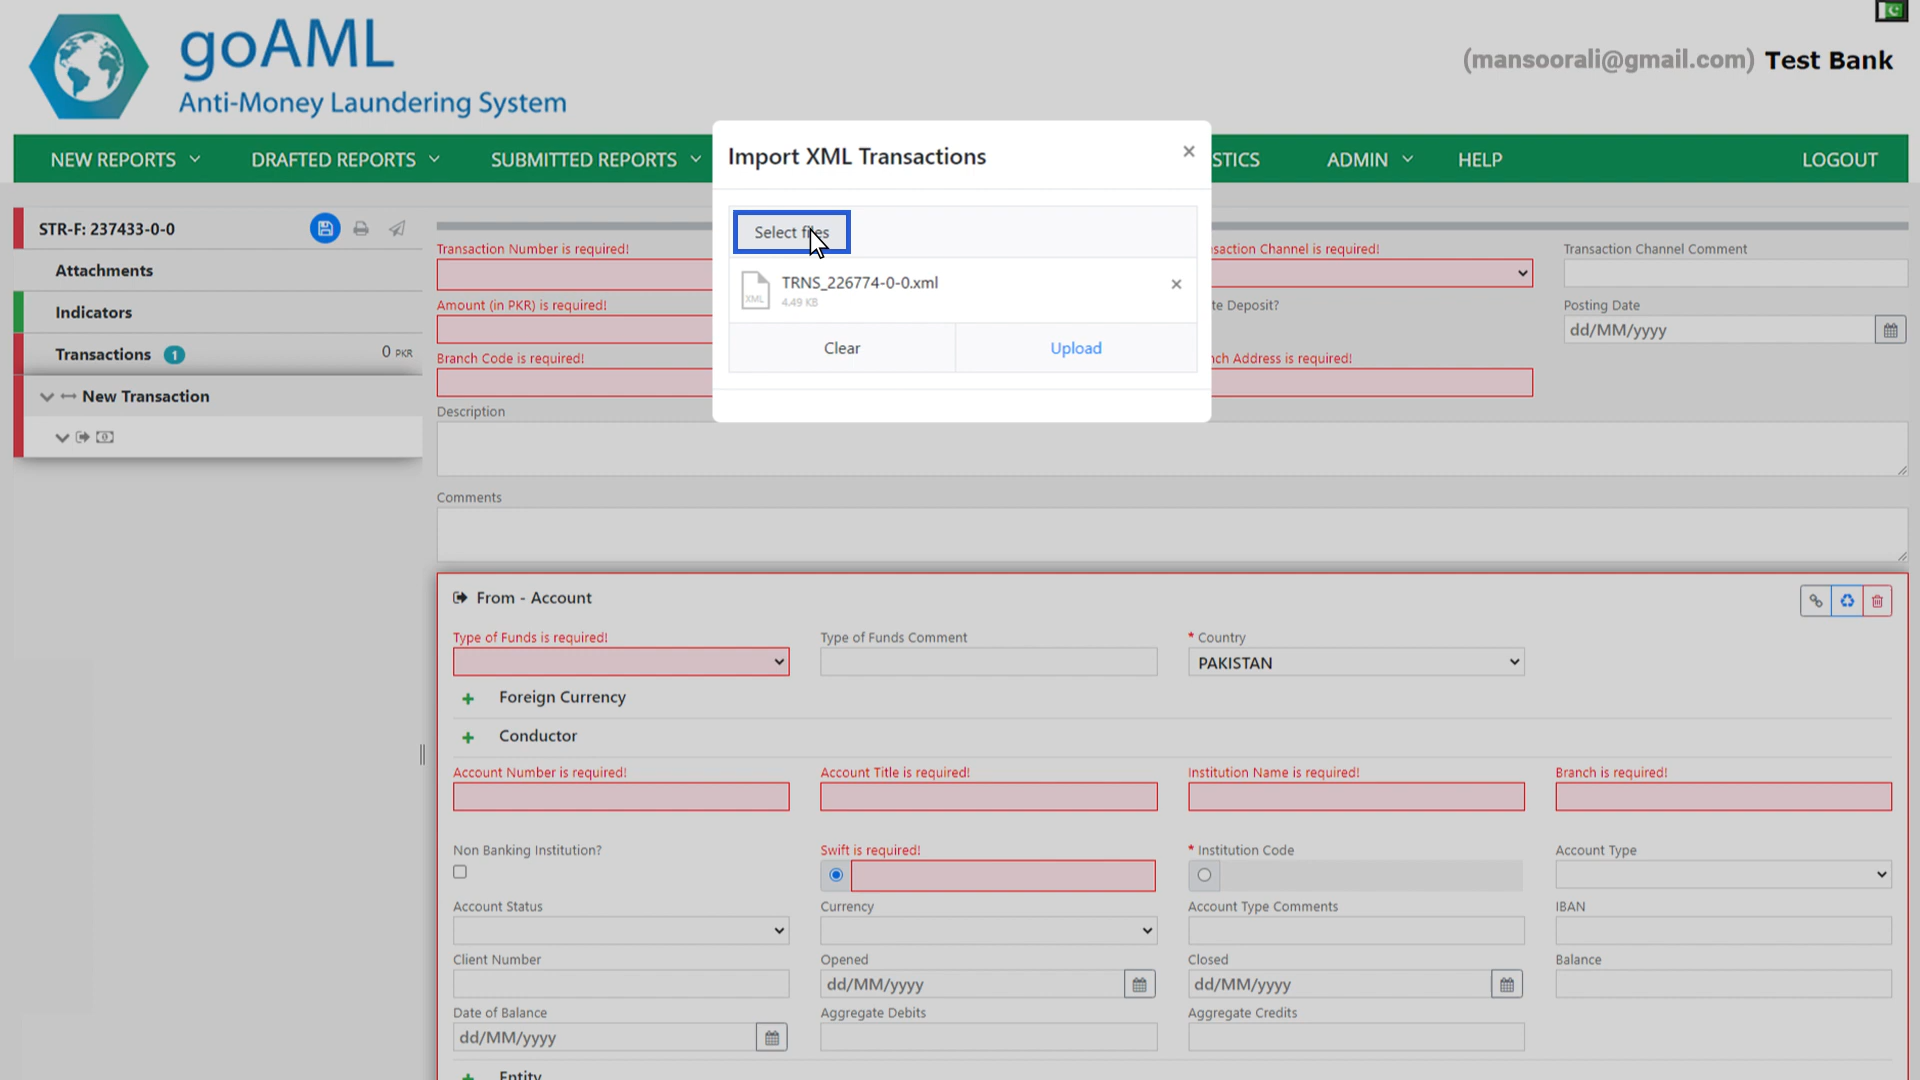 goAML
Anti-Money Laundering System
(mansoorali@gmail.com) Test Bank
NEW REPORTS
DRAFTED REPORTS
SUBMITTED REPORTS
STICS
ADMIN
HELP
LOGOUT
Import XML Transactions
Select files
XML
TRNS_226774-0-0.xml
4.49 KB
Clear
Upload
STR-F: 237433-0-0
Attachments
Indicators
Transactions 1
0 PKR
New Transaction
Transaction Number is required!
saction Channel is required!
Transaction Channel Comment
Amount (in PKR) is required!
te Deposit?
Posting Date
dd/MM/yyyy
Branch Code is required!
nch Address is required!
Description
Comments
From - Account
Type of Funds is required!
Type of Funds Comment
* Country
PAKISTAN
+ Foreign Currency
+ Conductor
Account Number is required!
Account Title is required!
Institution Name is required!
Branch is required!
Non Banking Institution?
Swift is required!
* Institution Code
Account Type
Account Status
Currency
Account Type Comments
IBAN
Client Number
Opened
dd/MM/yyyy
Closed
dd/MM/yyyy
Balance
Date of Balance
dd/MM/yyyy
Aggregate Debits
Aggregate Credits
+ Entity